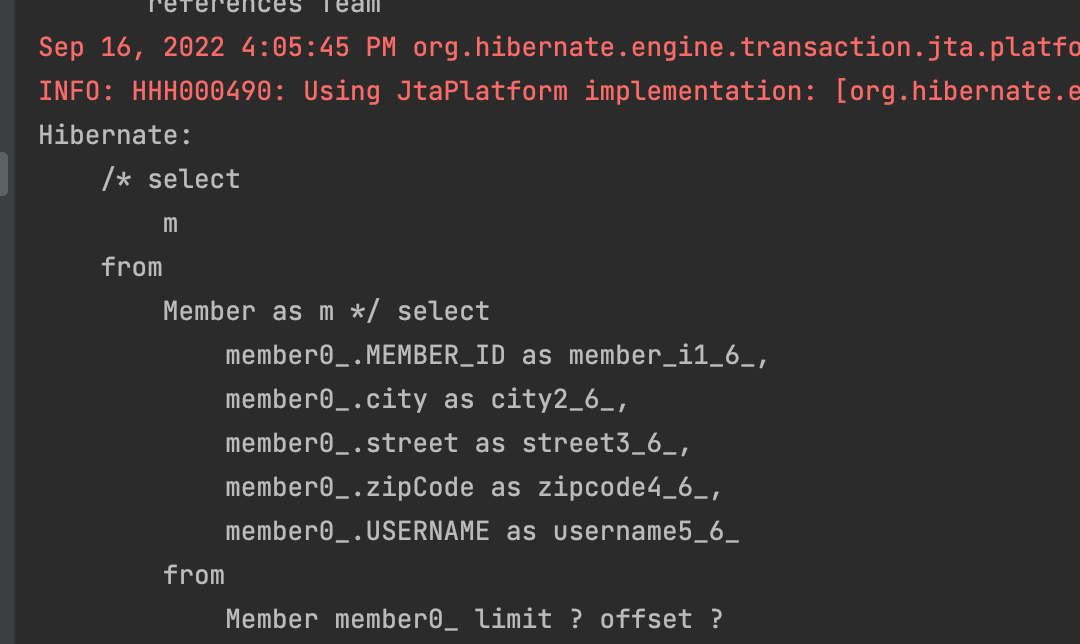 references Team
Sep 16, 2022 4:05:45 PM org.hibernate.engine.transaction.jta.platfo
INFO: HHH000490: Using JtaPlatform implementation: [org.hibernate.e
Hibernate:
/* select
m
from
Member as m */ select
member0_.MEMBER_ID as member_i1_6_,
member0_.city as city2_6_,
member0_.street as street3_6_,
member0_.zipCode as zipcode4_6_,
member0_.USERNAME as username5_6_
from
Member member0_ limit ? offset ?